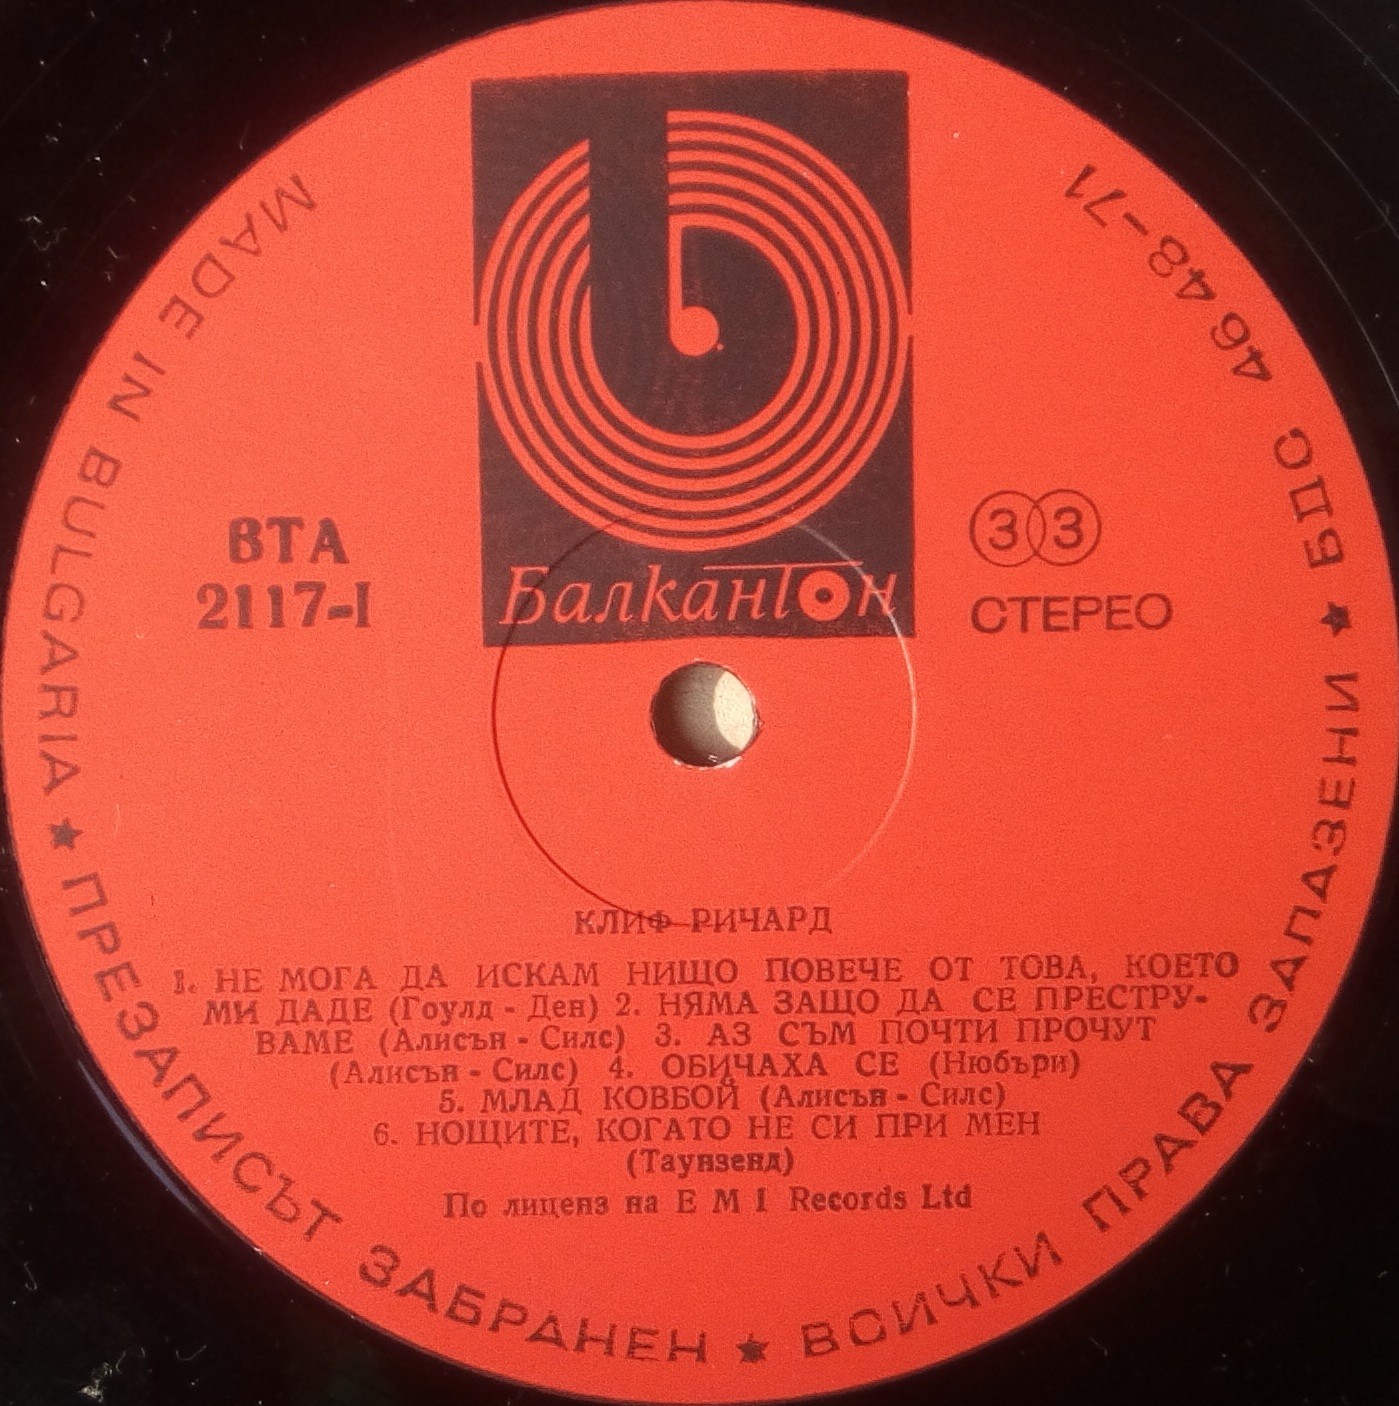 Балкантон
ВТА
2117-I
33
СТЕРЕО
КЛИФ РИЧАРД
1. НЕ МОГА ДА ИСКАМ НИЩО ПОВЕЧЕ ОТ ТОВА, КОЕТО
МИ ДАДЕ (Гоулд - Ден) 2. НЯМА ЗАЩО ДА СЕ ПРЕСТРУ-
ВАМЕ (Алисън - Силс) 3. АЗ СЪМ ПОЧТИ ПРОЧУТ
(Алисън - Силс) 4. ОБИЧАХА СЕ (Нюбъри)
5. МЛАД КОВБОЙ (Алисън - Силс)
6. НОЩИТЕ, КОГАТО НЕ СИ ПРИ МЕН
(Таунзенд)
По лиценз на E M I Records Ltd
MADE IN BULGARIA ★ ПРЕЗАПИСЪТ ЗАБРАНЕН ★ ВСИЧКИ ПРАВА ЗАПАЗЕНИ ★ БДС 4648-71